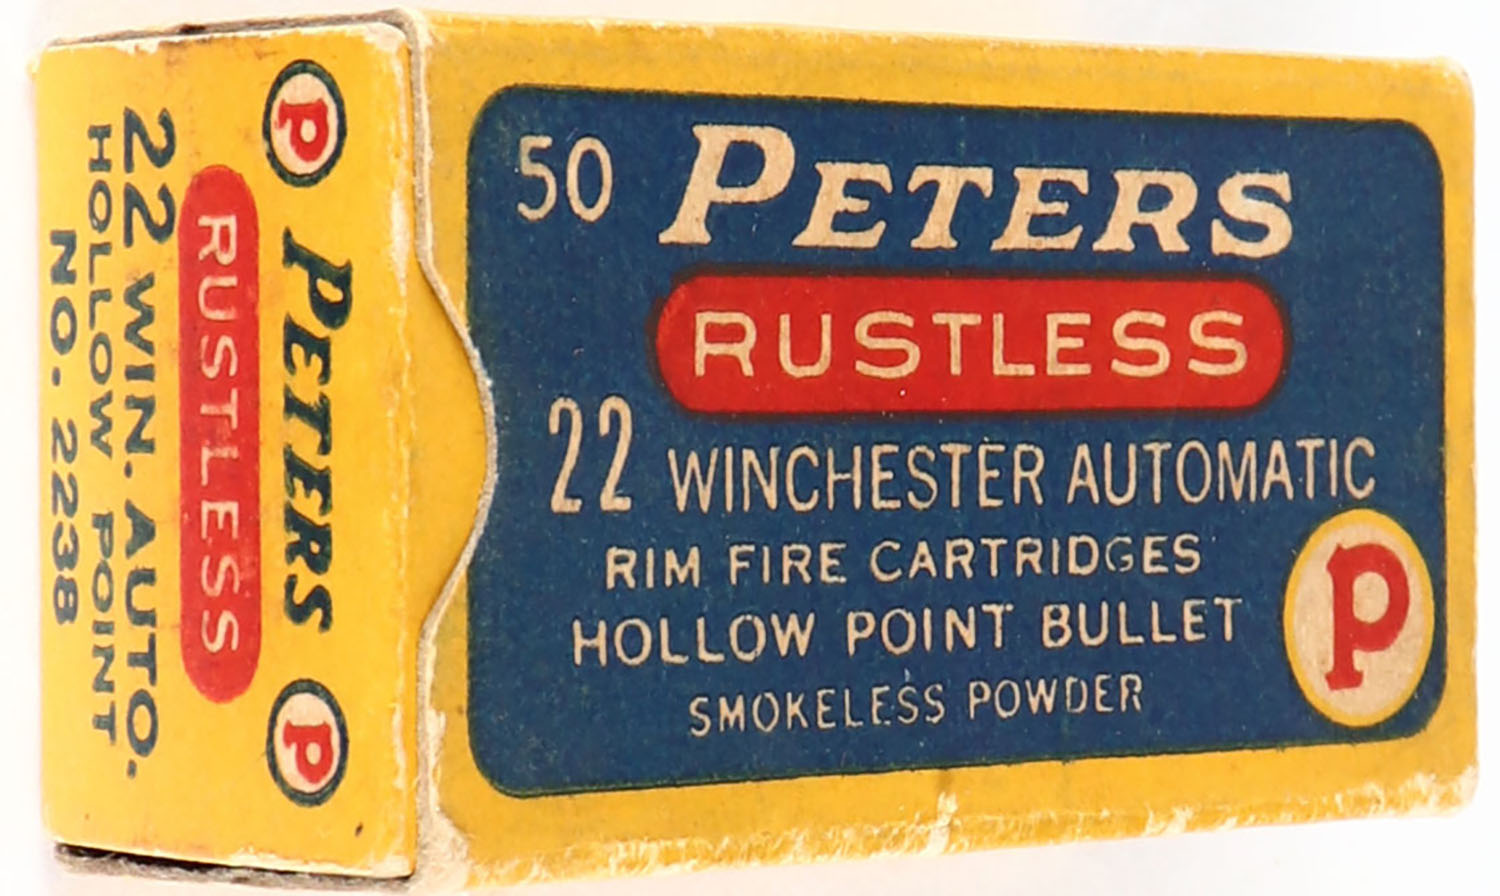 50 PETERS
RUSTLESS
22 WINCHESTER AUTOMATIC
RIM FIRE CARTRIDGES
HOLLOW POINT BULLET
SMOKELESS POWDER
P
P PETERS P
RUSTLESS
22 WIN. AUTO.
HOLLOW POINT
NO. 2238